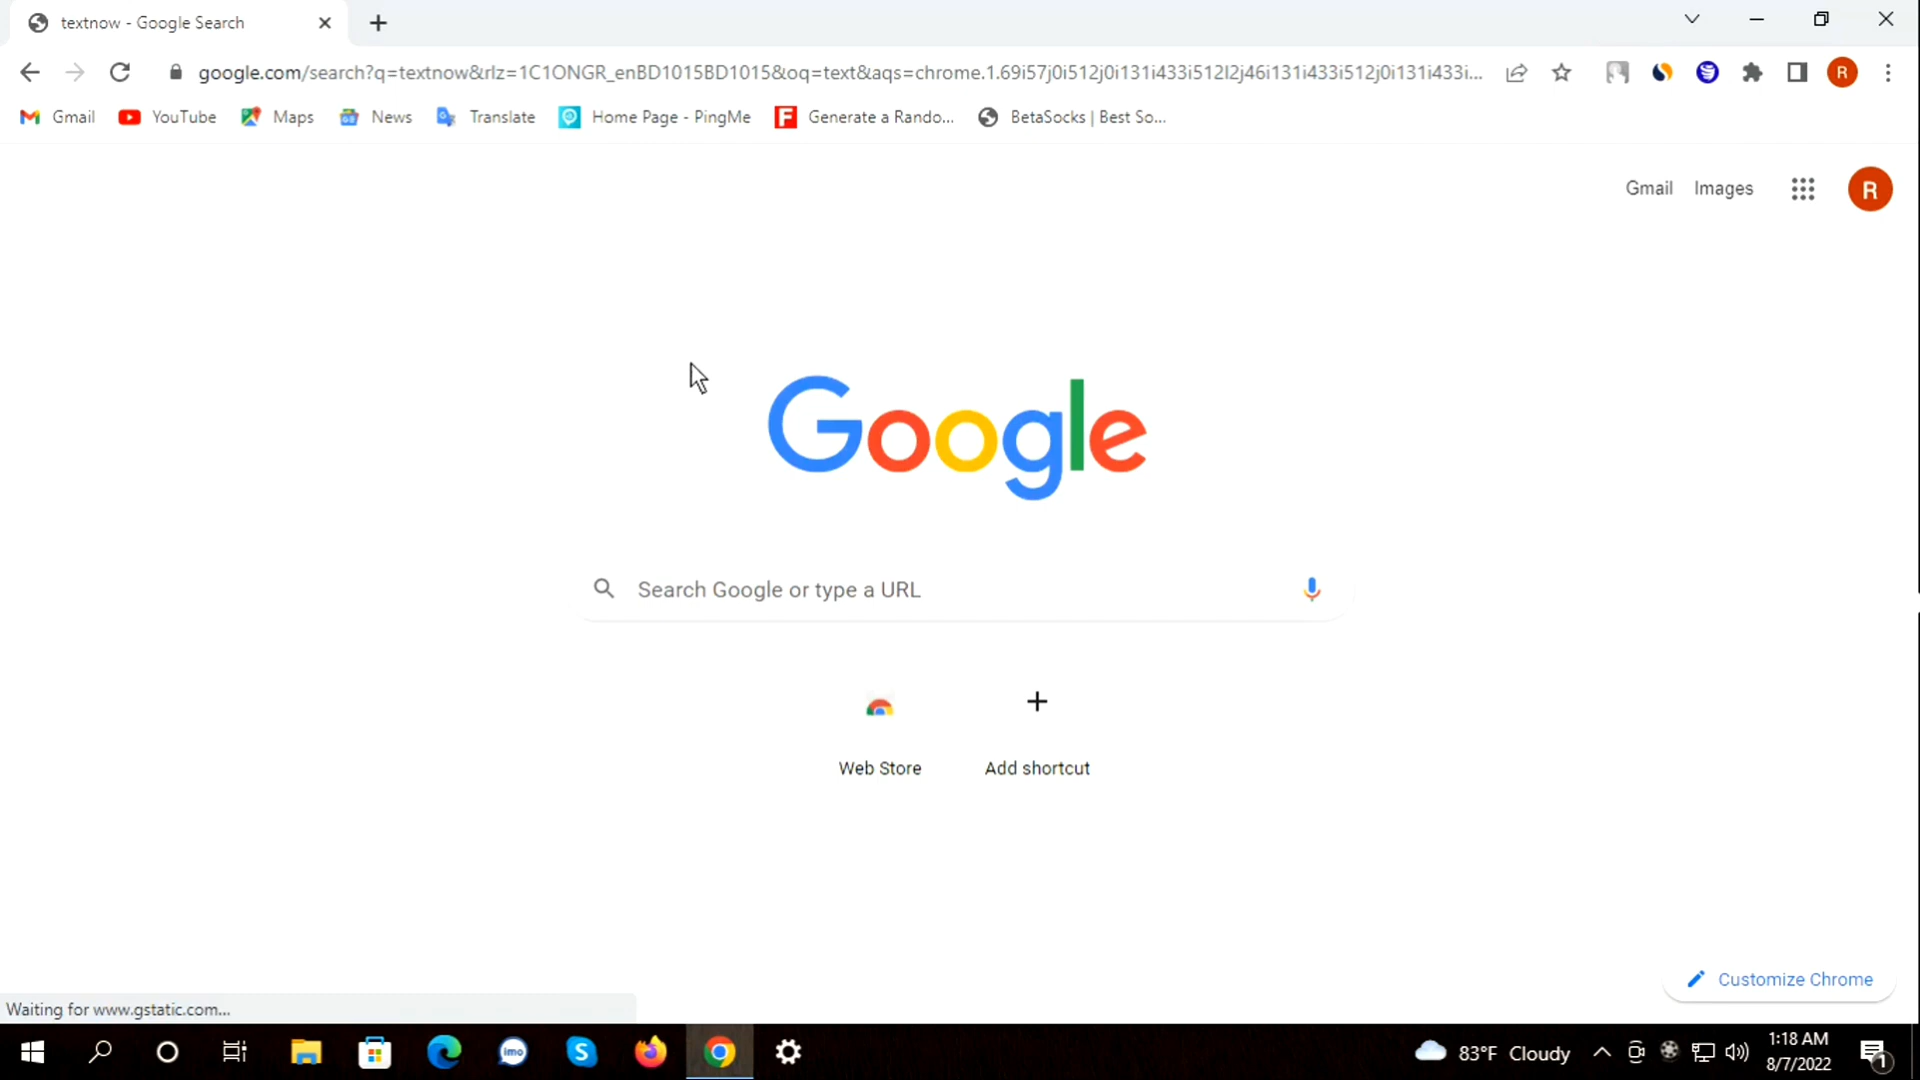 textnow - Google Search
google.com/search?q=textnow&rlz=1C1ONGR_enBD1015BD1015&oq=text&aqs=chrome.1.69i57j0i512j0i131i433i512l2j46i131i433i512j0i131i433i...
R
Gmail YouTube Maps News Translate Home Page - PingMe Generate a Rando... BetaSocks | Best So...
Gmail Images R
Google
Search Google or type a URL
Web Store Add shortcut
Customize Chrome
Waiting for www.gstatic.com...
imo
83°F Cloudy
1:18 AM
8/7/2022
1